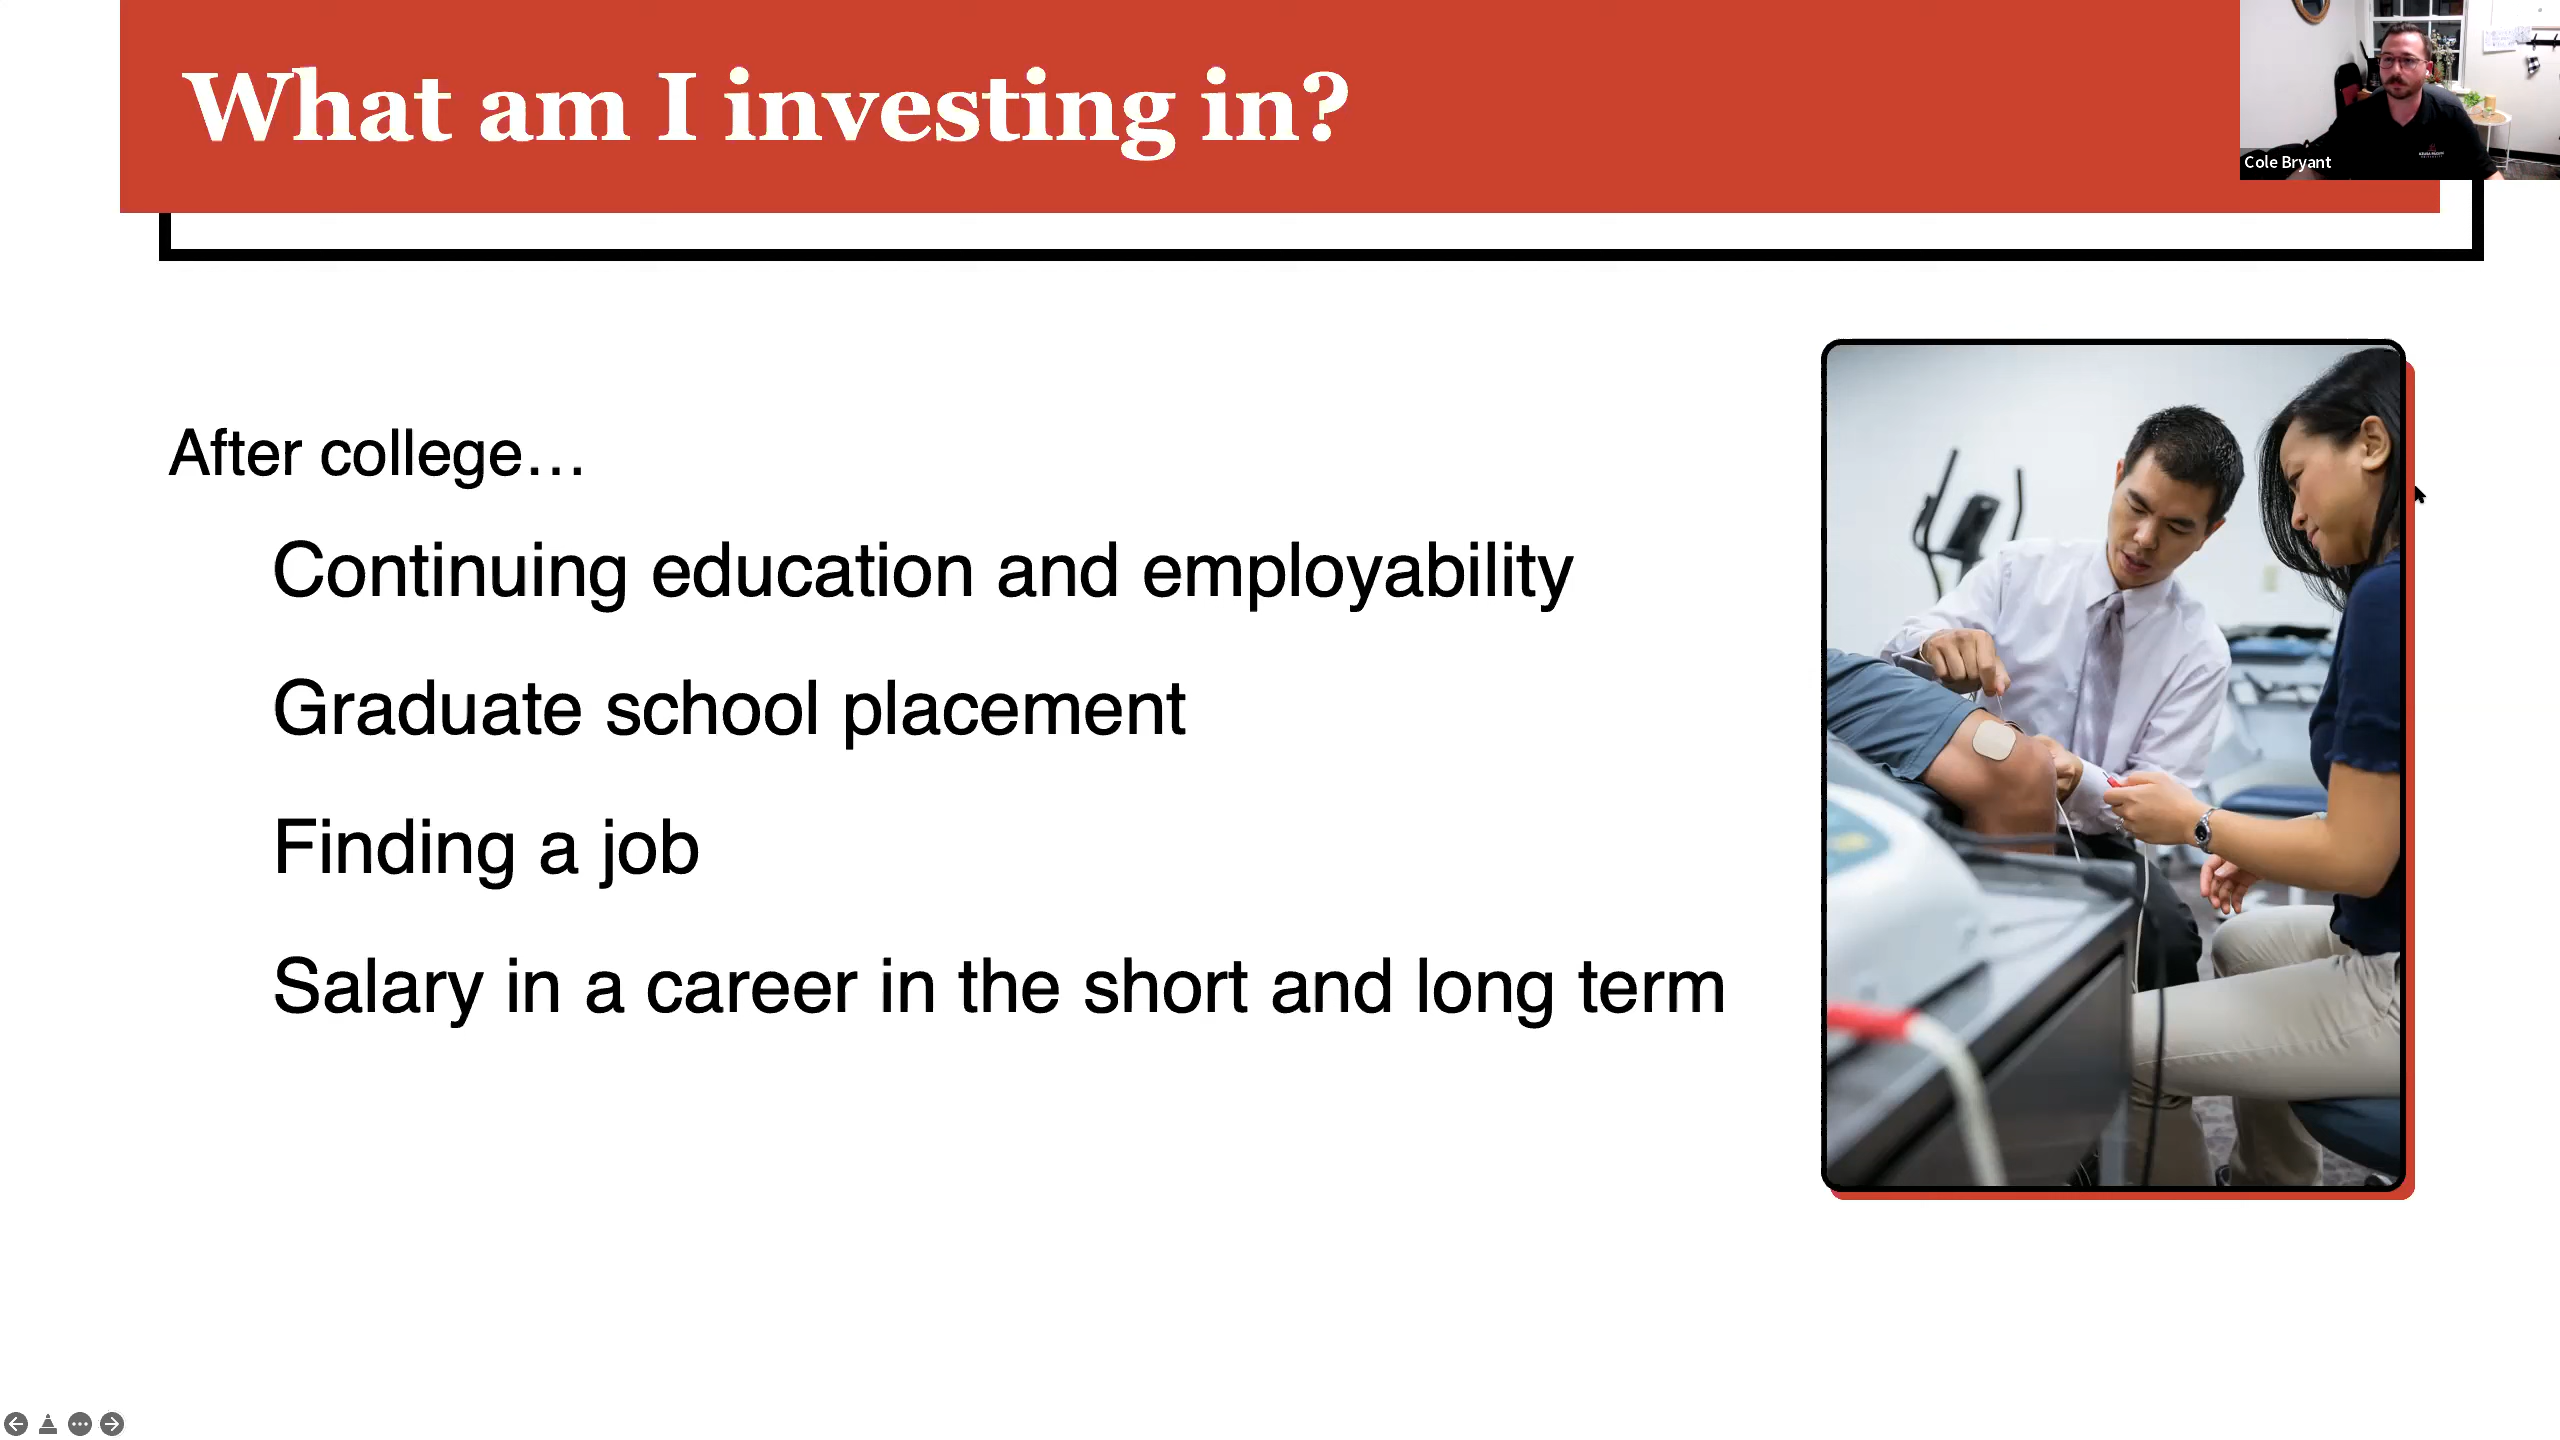 What am I investing in?
Cole Bryant
After college…
Continuing education and employability
Graduate school placement
Finding a job
Salary in a career in the short and long term